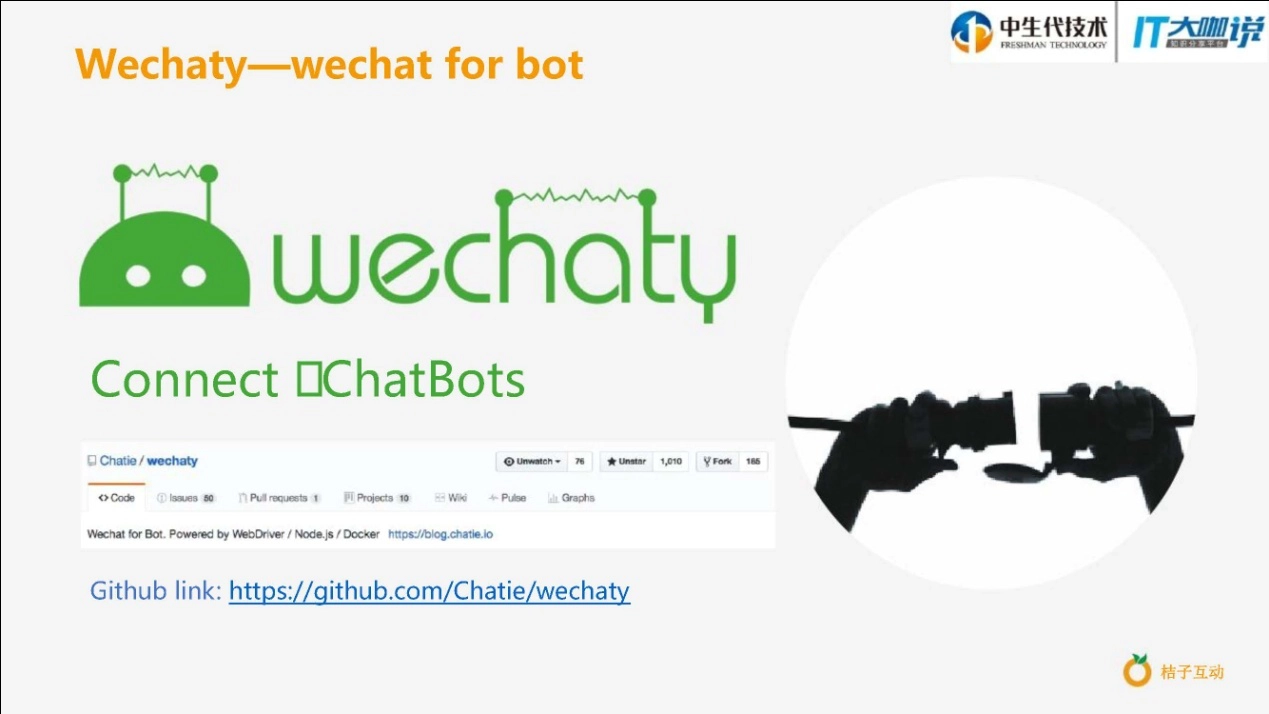 中生代技术
FRESHMAN TECHNOLOGY
IT大咖说
知识分享平台
Wechaty—wechat for bot
wechaty
Connect ChatBots
Chatie / wechaty
Unwatch 76
Unstar 1,010
Fork 165
Code
Issues 50
Pull requests 1
Projects 10
Wiki
Pulse
Graphs
Wechat for Bot. Powered by WebDriver / Node.js / Docker https://blog.chatie.io
Github link: https://github.com/Chatie/wechaty
桔子互动